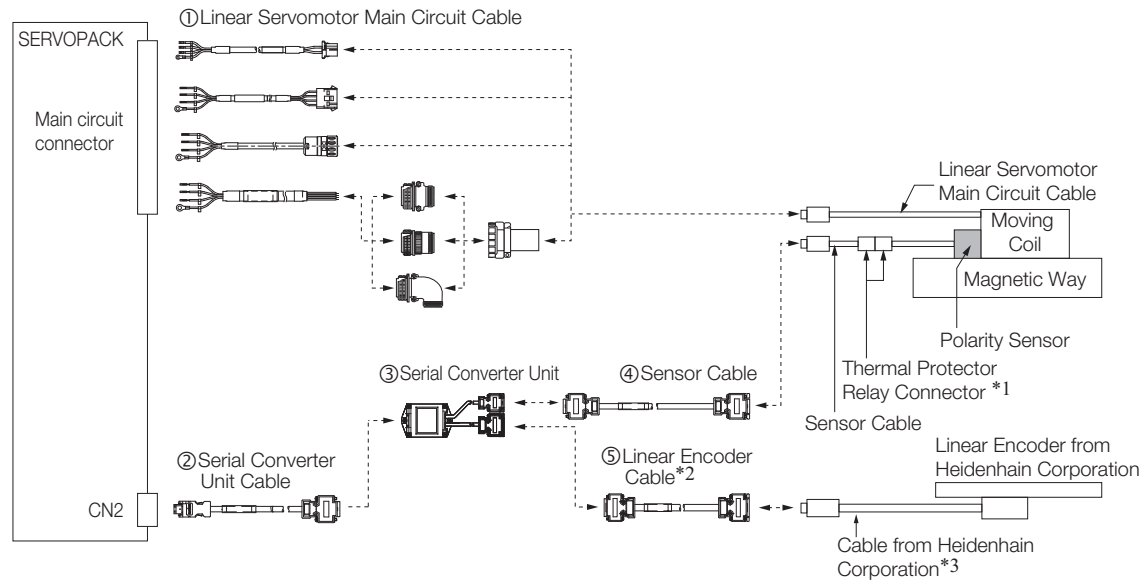 ①Linear Servomotor Main Circuit Cable
SERVOPACK
Main circuit
connector
Linear Servomotor
Main Circuit Cable
Moving
Coil
Magnetic Way
Polarity Sensor
Thermal Protector
Relay Connector *1
Sensor Cable
③Serial Converter Unit
④Sensor Cable
②Serial Converter
Unit Cable
⑤Linear Encoder
Cable*2
Linear Encoder from
Heidenhain Corporation
CN2
Cable from Heidenhain
Corporation*3